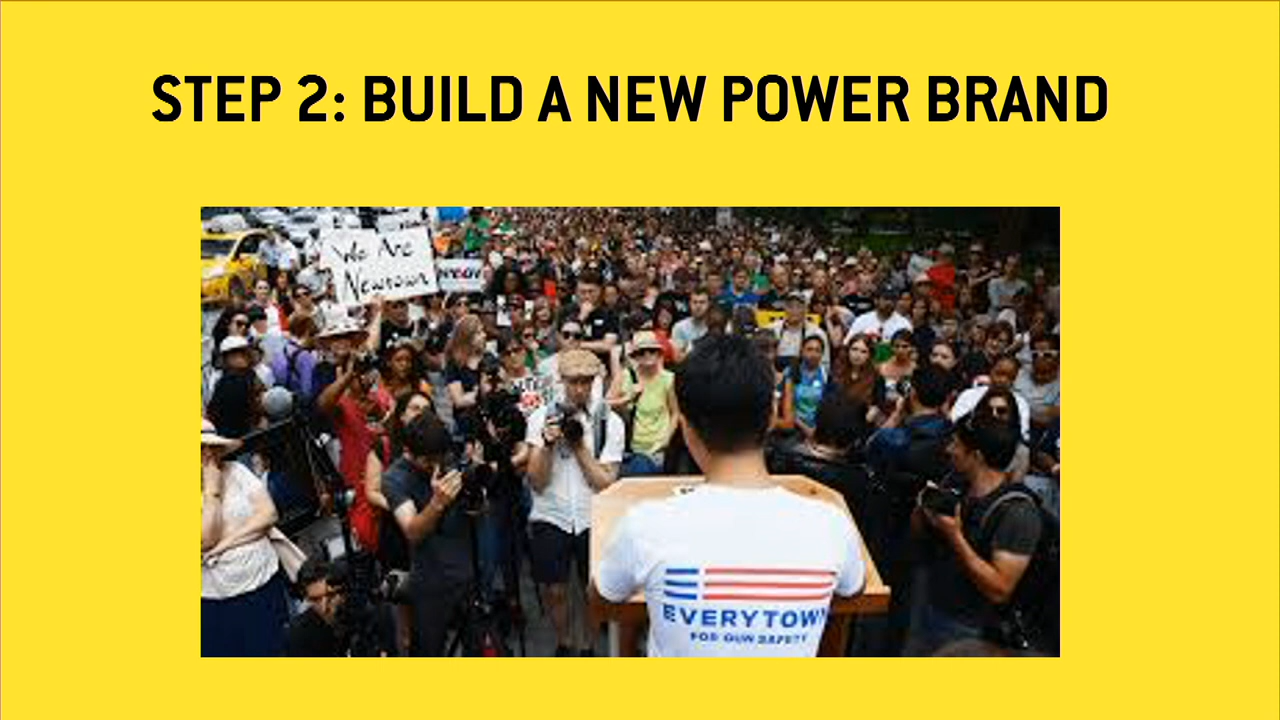 STEP 2: BUILD A NEW POWER BRAND
We Are
Newtown
EVERYTOWN
FOR GUN SAFETY